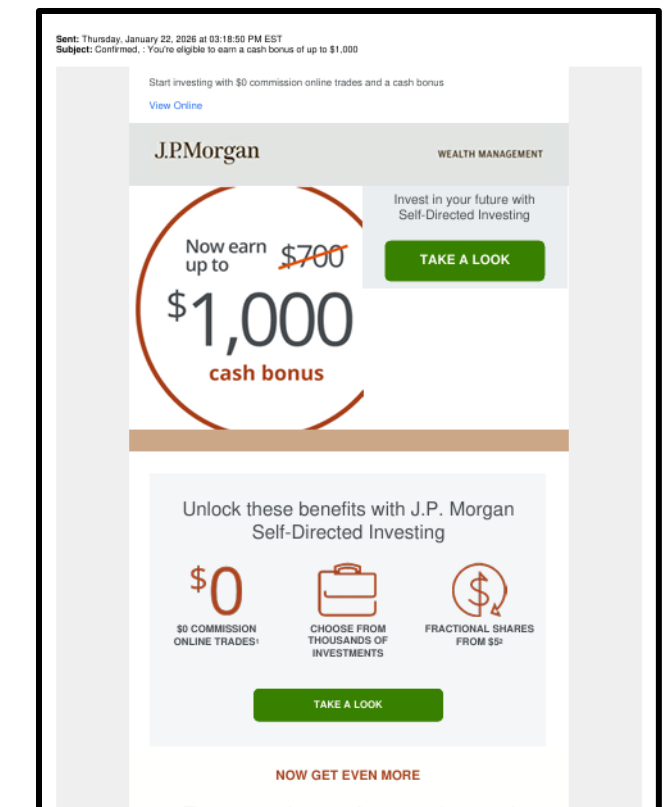 Sent: Thursday, January 22, 2026 at 03:18:50 PM EST
Subject: Confirmed, : You're eligible to earn a cash bonus of up to $1,000
Start investing with $0 commission online trades and a cash bonus
View Online
J.P.Morgan
WEALTH MANAGEMENT
Invest in your future with
Self-Directed Investing
TAKE A LOOK
Now earn
up to
$700
$1,000
cash bonus
Unlock these benefits with J.P. Morgan
Self-Directed Investing
$0
$0 COMMISSION
ONLINE TRADES¹
CHOOSE FROM
THOUSANDS OF
INVESTMENTS
$
FRACTIONAL SHARES
FROM $5²
TAKE A LOOK
NOW GET EVEN MORE